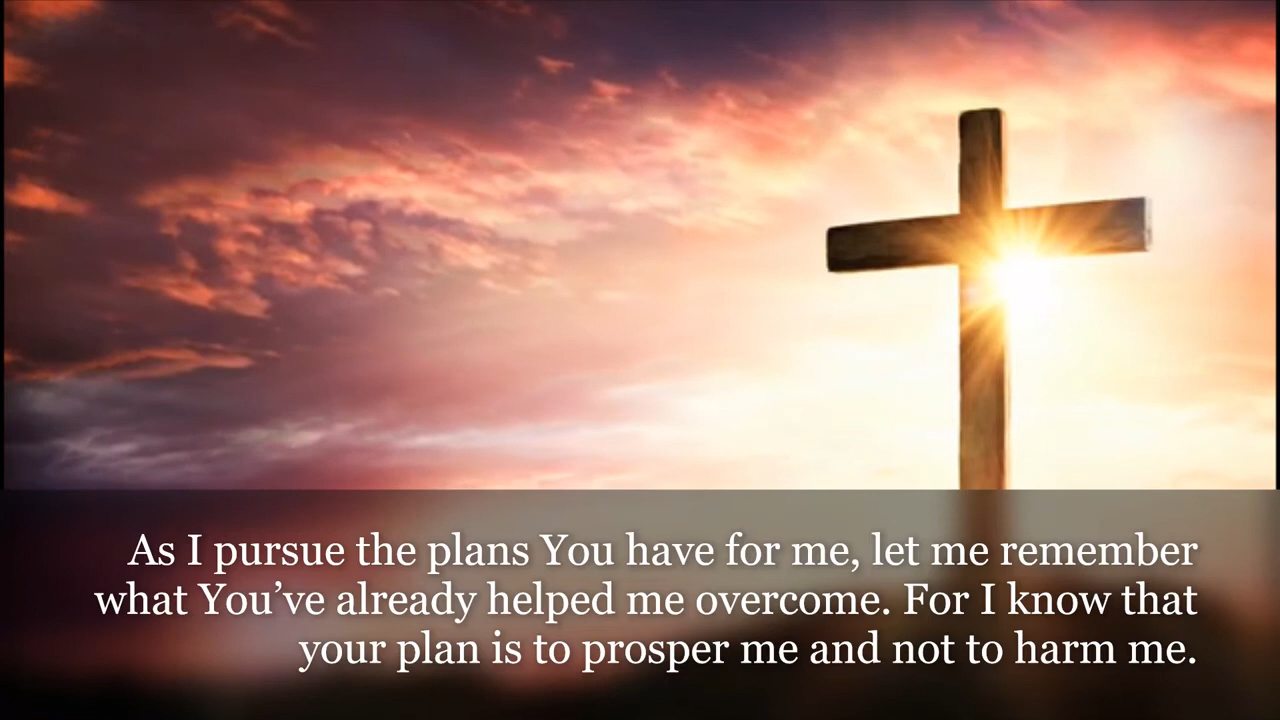 As I pursue the plans You have for me, let me remember
what You’ve already helped me overcome. For I know that
your plan is to prosper me and not to harm me.